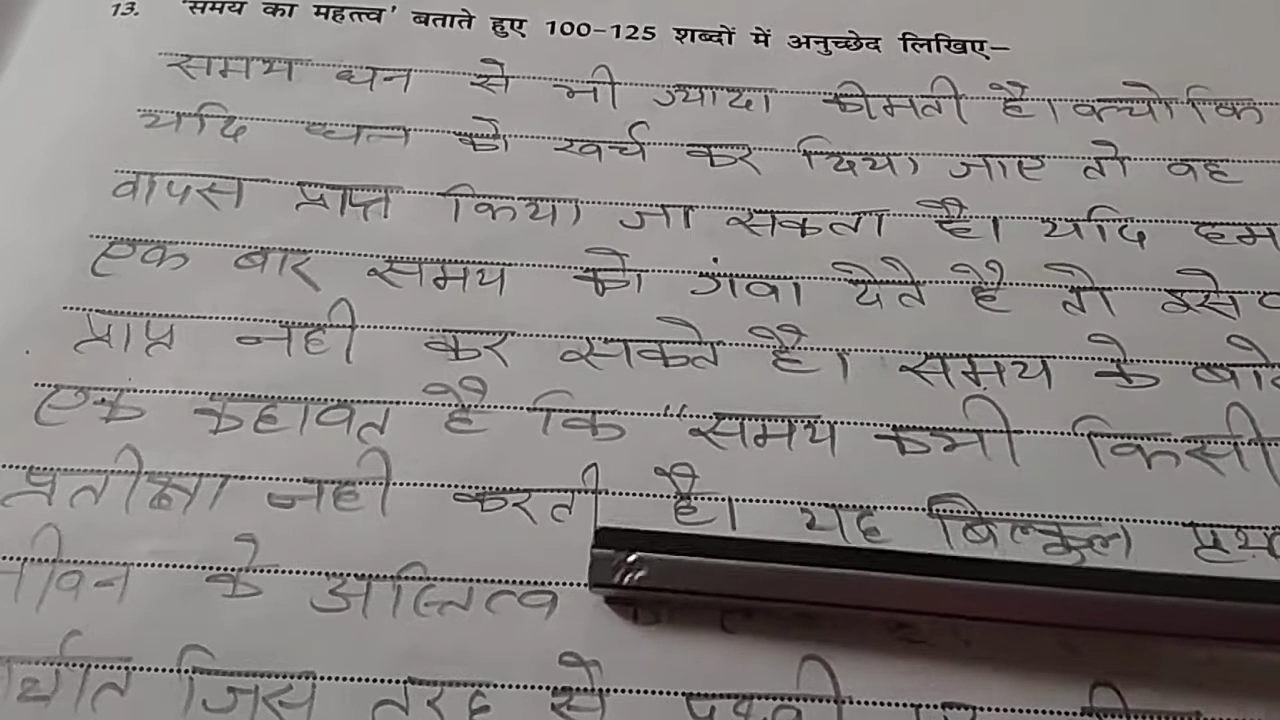 13. 'समय का महत्त्व' बताते हुए 100-125 शब्दों में अनुच्छेद लिखिए–
समय धन से भी ज्यादा कीमती है। क्योकि
यदि धन को खर्च कर दिया जाए तो वह
वापस प्राप्त किया जा सकता है। यदि हम
एक बार समय को गंवा देते है तो इसे
प्राप्त नही कर सकते है। समय के
एक कहावत है कि "समय कभी किसी
प्रतीक्षा नही करती है। यह बिल्कुल
के अस्तित्व
जिस तरह से पृथ्वी